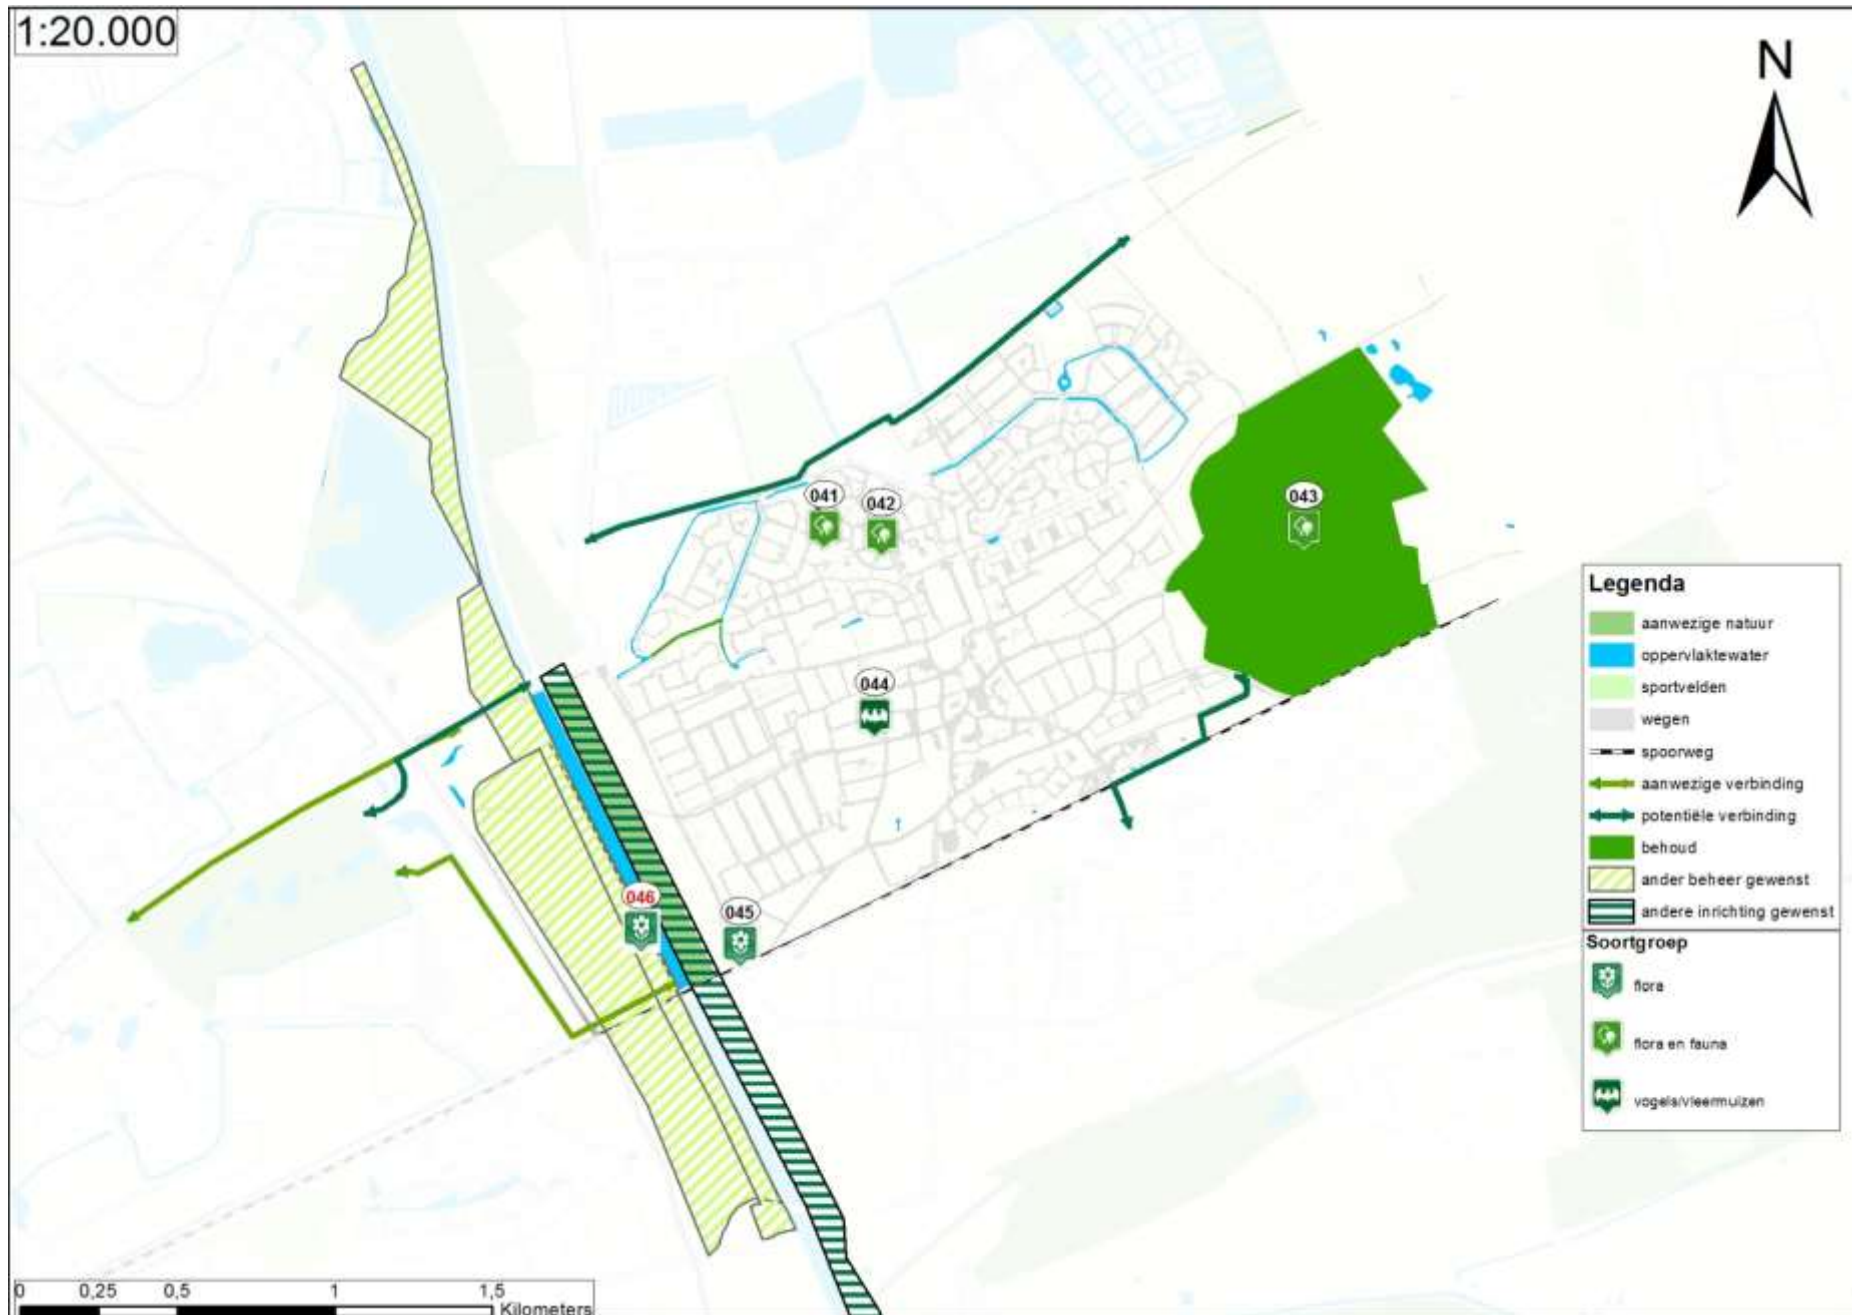 1:20.000
N
041
042
043
044
046
045
Legenda
aanwezige natuur
oppervlaktewater
sportvelden
wegen
spoorweg
aanwezige verbinding
potentiële verbinding
behoud
ander beheer gewenst
andere inrichting gewenst
Soortgroep
flora
flora en fauna
vogels/vleermuizen
0 0,25 0,5 1 1,5
Kilometers